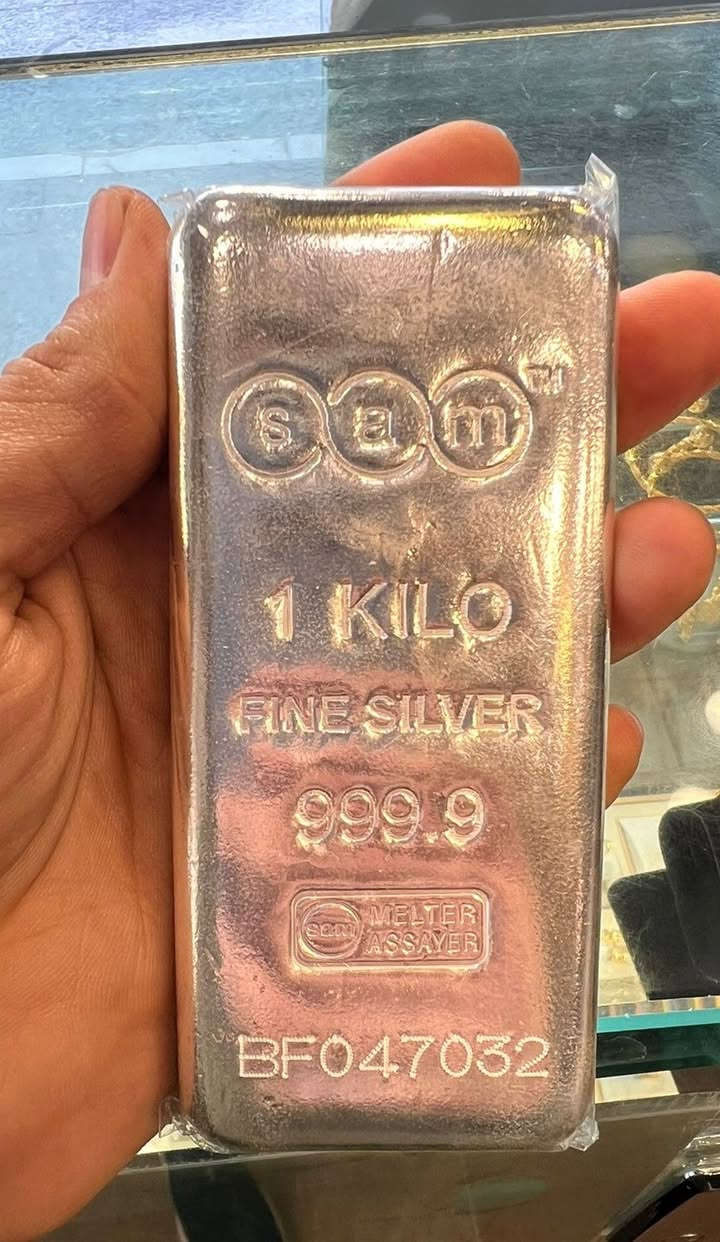 sam™
1 KILO
FINE SILVER
999.9
sam MELTER
ASSAYER
BF047032